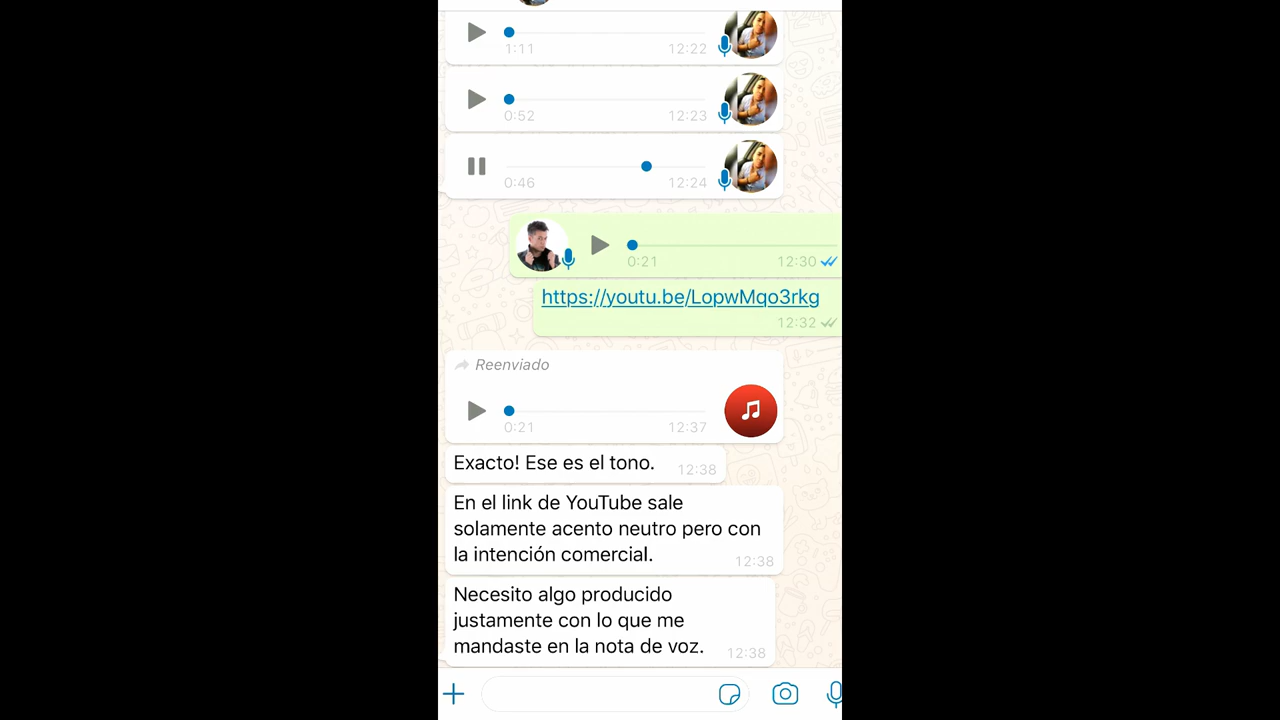 1:11 12:22
0:52 12:23
0:46 12:24
0:21 12:30
https://youtu.be/LopwMqo3rkg
12:32
Reenviado
0:21 12:37
Exacto! Ese es el tono. 12:38
En el link de YouTube sale
solamente acento neutro pero con
la intención comercial. 12:38
Necesito algo producido
justamente con lo que me
mandaste en la nota de voz. 12:38